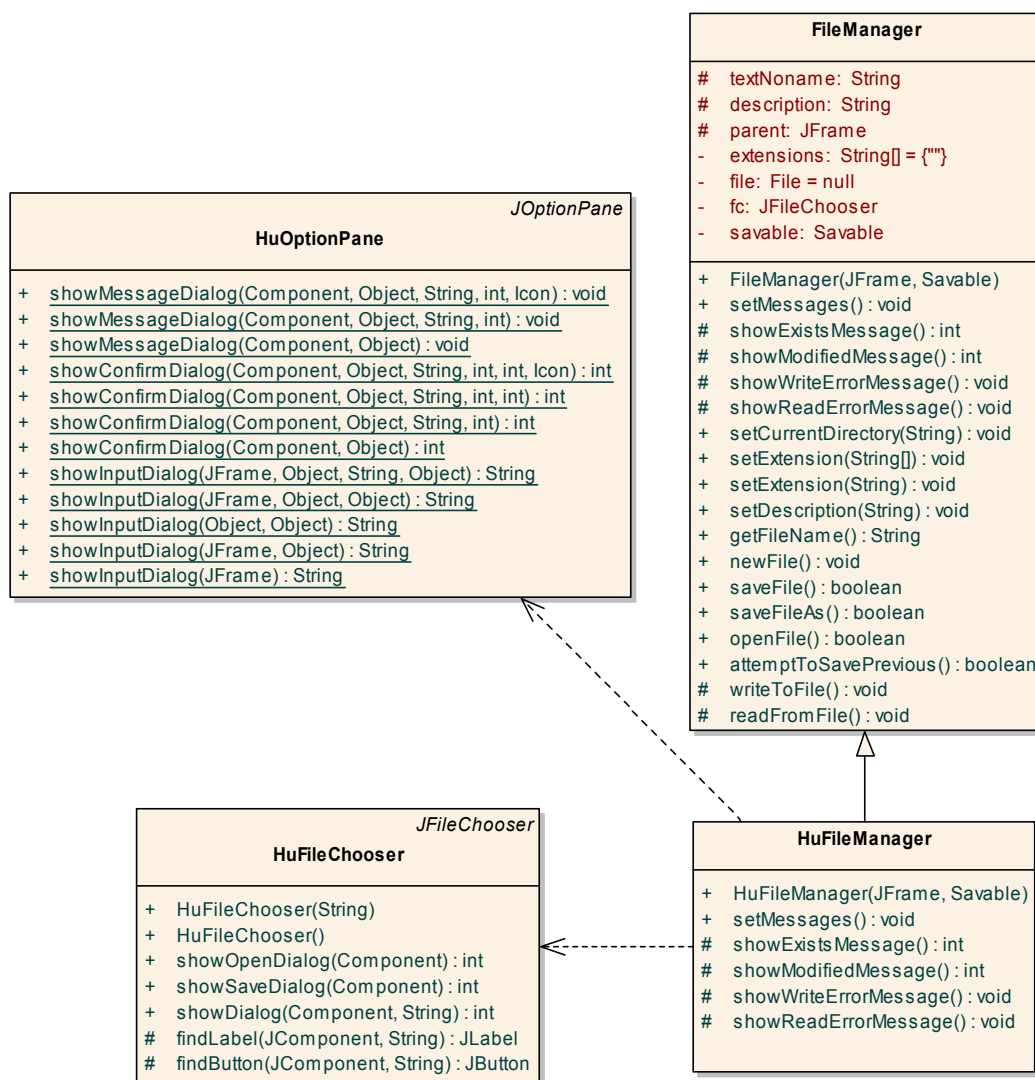 FileManager
# textNoname: String
# description: String
# parent: JFrame
- extensions: String[] = {""}
- file: File = null
- fc: JFileChooser
- savable: Savable
+ FileManager(JFrame, Savable)
+ setMessages() : void
# showExistsMessage() : int
# showModifiedMessage() : int
# showWriteErrorMessage() : void
# showReadErrorMessage() : void
+ setCurrentDirectory(String) : void
+ setExtension(String[]) : void
+ setExtension(String) : void
+ setDescription(String) : void
+ getFileName() : String
+ newFile() : void
+ saveFile() : boolean
+ saveFileAs() : boolean
+ openFile() : boolean
+ attemptToSavePrevious() : boolean
# writeToFile() : void
# readFromFile() : void
JOptionPane
HuOptionPane
+ showMessageDialog(Component, Object, String, int, Icon) : void
+ showMessageDialog(Component, Object, String, int) : void
+ showMessageDialog(Component, Object) : void
+ showConfirmDialog(Component, Object, String, int, int, Icon) : int
+ showConfirmDialog(Component, Object, String, int, int) : int
+ showConfirmDialog(Component, Object, String, int) : int
+ showConfirmDialog(Component, Object) : int
+ showInputDialog(JFrame, Object, String, Object) : String
+ showInputDialog(JFrame, Object, Object) : String
+ showInputDialog(Object, Object) : String
+ showInputDialog(JFrame, Object) : String
+ showInputDialog(JFrame) : String
JFileChooser
HuFileChooser
+ HuFileChooser(String)
+ HuFileChooser()
+ showOpenDialog(Component) : int
+ showSaveDialog(Component) : int
+ showDialog(Component, String) : int
# findLabel(JComponent, String) : JLabel
# findButton(JComponent, String) : JButton
HuFileManager
+ HuFileManager(JFrame, Savable)
+ setMessages() : void
# showExistsMessage() : int
# showModifiedMessage() : int
# showWriteErrorMessage() : void
# showReadErrorMessage() : void